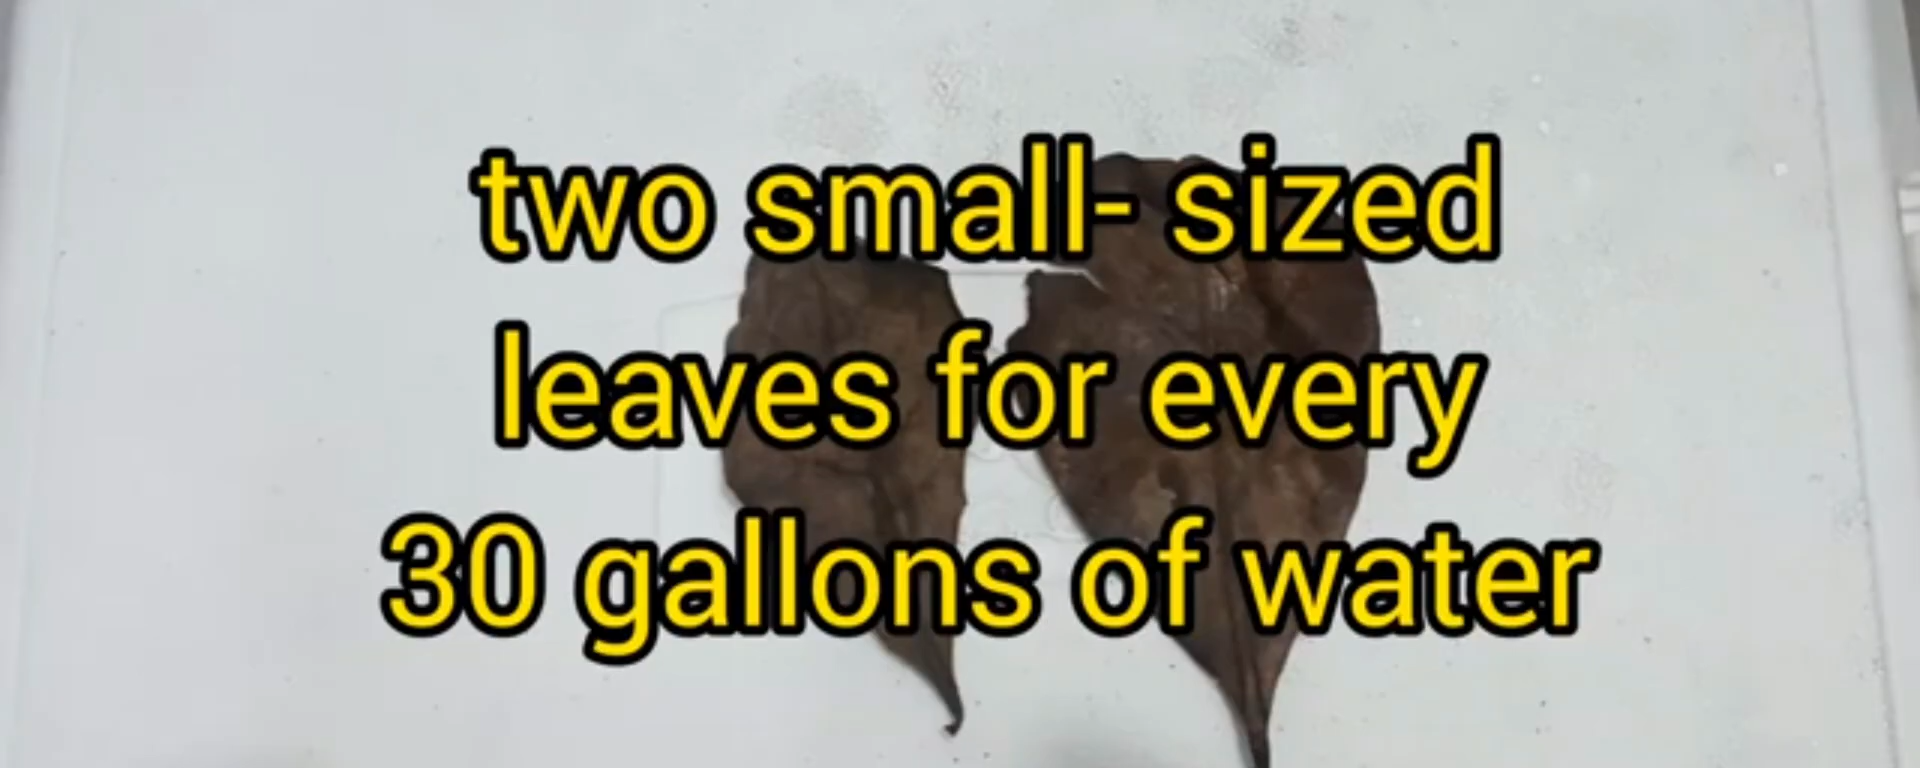 two small- sized
leaves for every
30 gallons of water